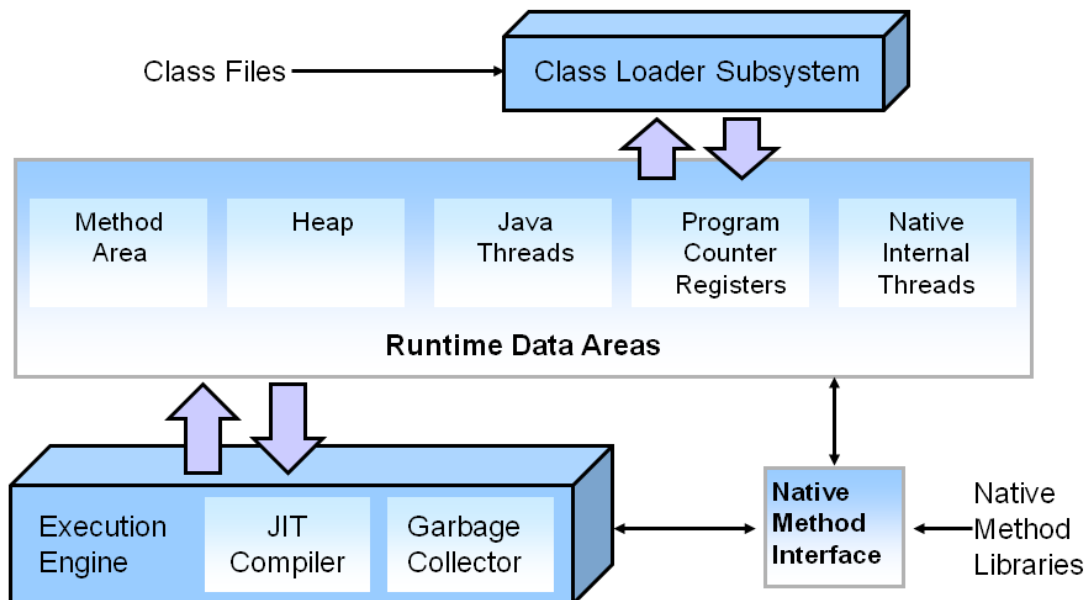 Class Files
Class Loader Subsystem
Method
Area
Heap
Java
Threads
Program
Counter
Registers
Native
Internal
Threads
Runtime Data Areas
Execution
Engine
JIT
Compiler
Garbage
Collector
Native
Method
Interface
Native
Method
Libraries